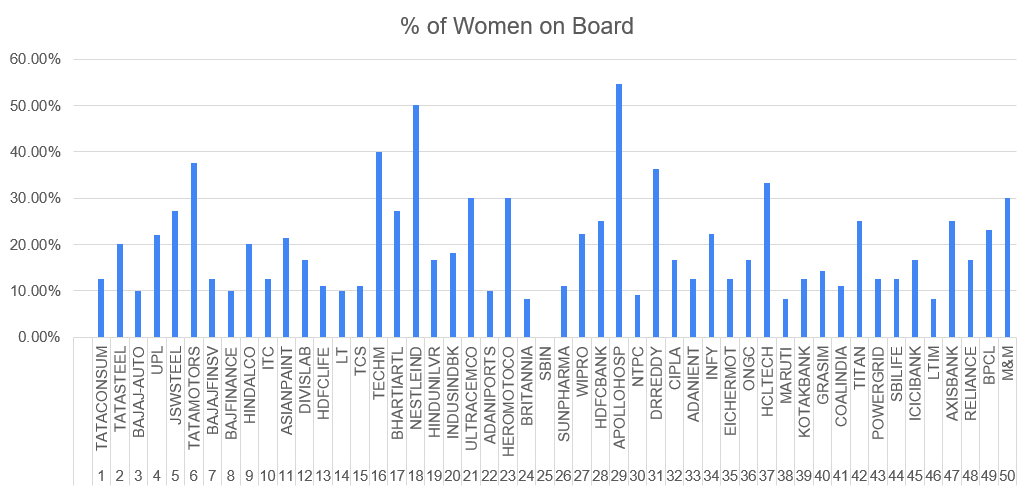 % of Women on Board
60.00%
50.00%
40.00%
30.00%
20.00%
10.00%
0.00%
TATACONSUM
TATASTEEL
BAJAJ-AUTO
UPL
JSWSTEEL
TATAMOTORS
BAJAJFINSV
BAJFINANCE
HINDALCO
ITC
ASIANPAINT
DIVISLAB
HDFCLIFE
LT
TCS
TECHM
BHARTIARTL
NESTLEIND
HINDUNILVR
INDUSINDBK
ULTRACEMCO
ADANIPORTS
HEROMOTOCO
BRITANNIA
SBIN
SUNPHARMA
WIPRO
HDFCBANK
APOLLOHOSP
NTPC
DRREDDY
CIPLA
ADANIENT
INFY
EICHERMOT
ONGC
HCLTECH
MARUTI
KOTAKBANK
GRASIM
COALINDIA
TITAN
POWERGRID
SBILIFE
ICICIBANK
LTIM
AXISBANK
RELIANCE
BPCL
M&M
1 2 3 4 5 6 7 8 9 10 11 12 13 14 15 16 17 18 19 20 21 22 23 24 25 26 27 28 29 30 31 32 33 34 35 36 37 38 39 40 41 42 43 44 45 46 47 48 49 50